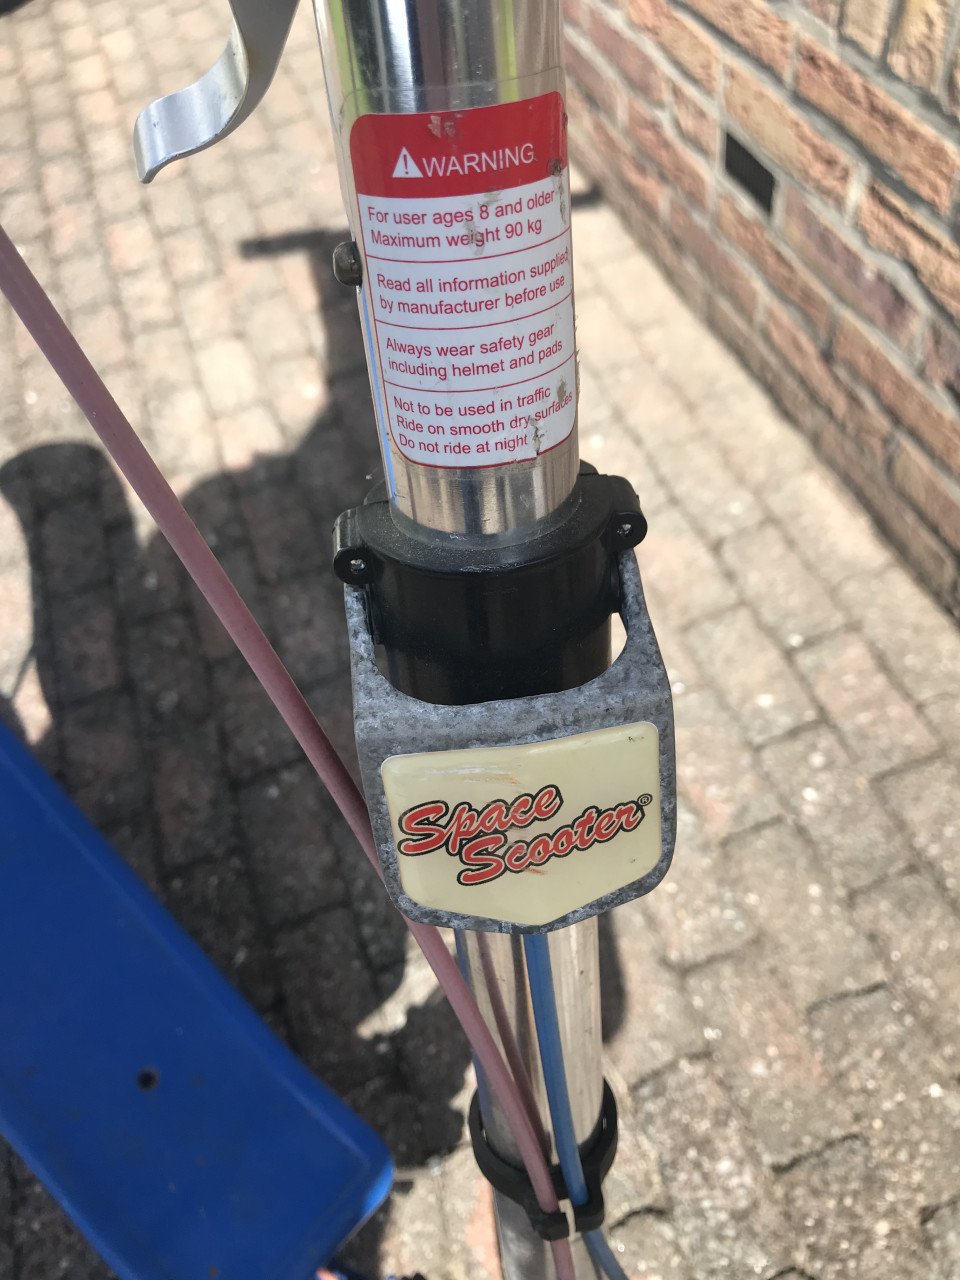 WARNING
For user ages 8 and older
Maximum weight 90 kg
Read all information supplied
by manufacturer before use
Always wear safety gear
including helmet and pads
Not to be used in traffic
Ride on smooth dry surfaces
Do not ride at night
Space
Scooter®